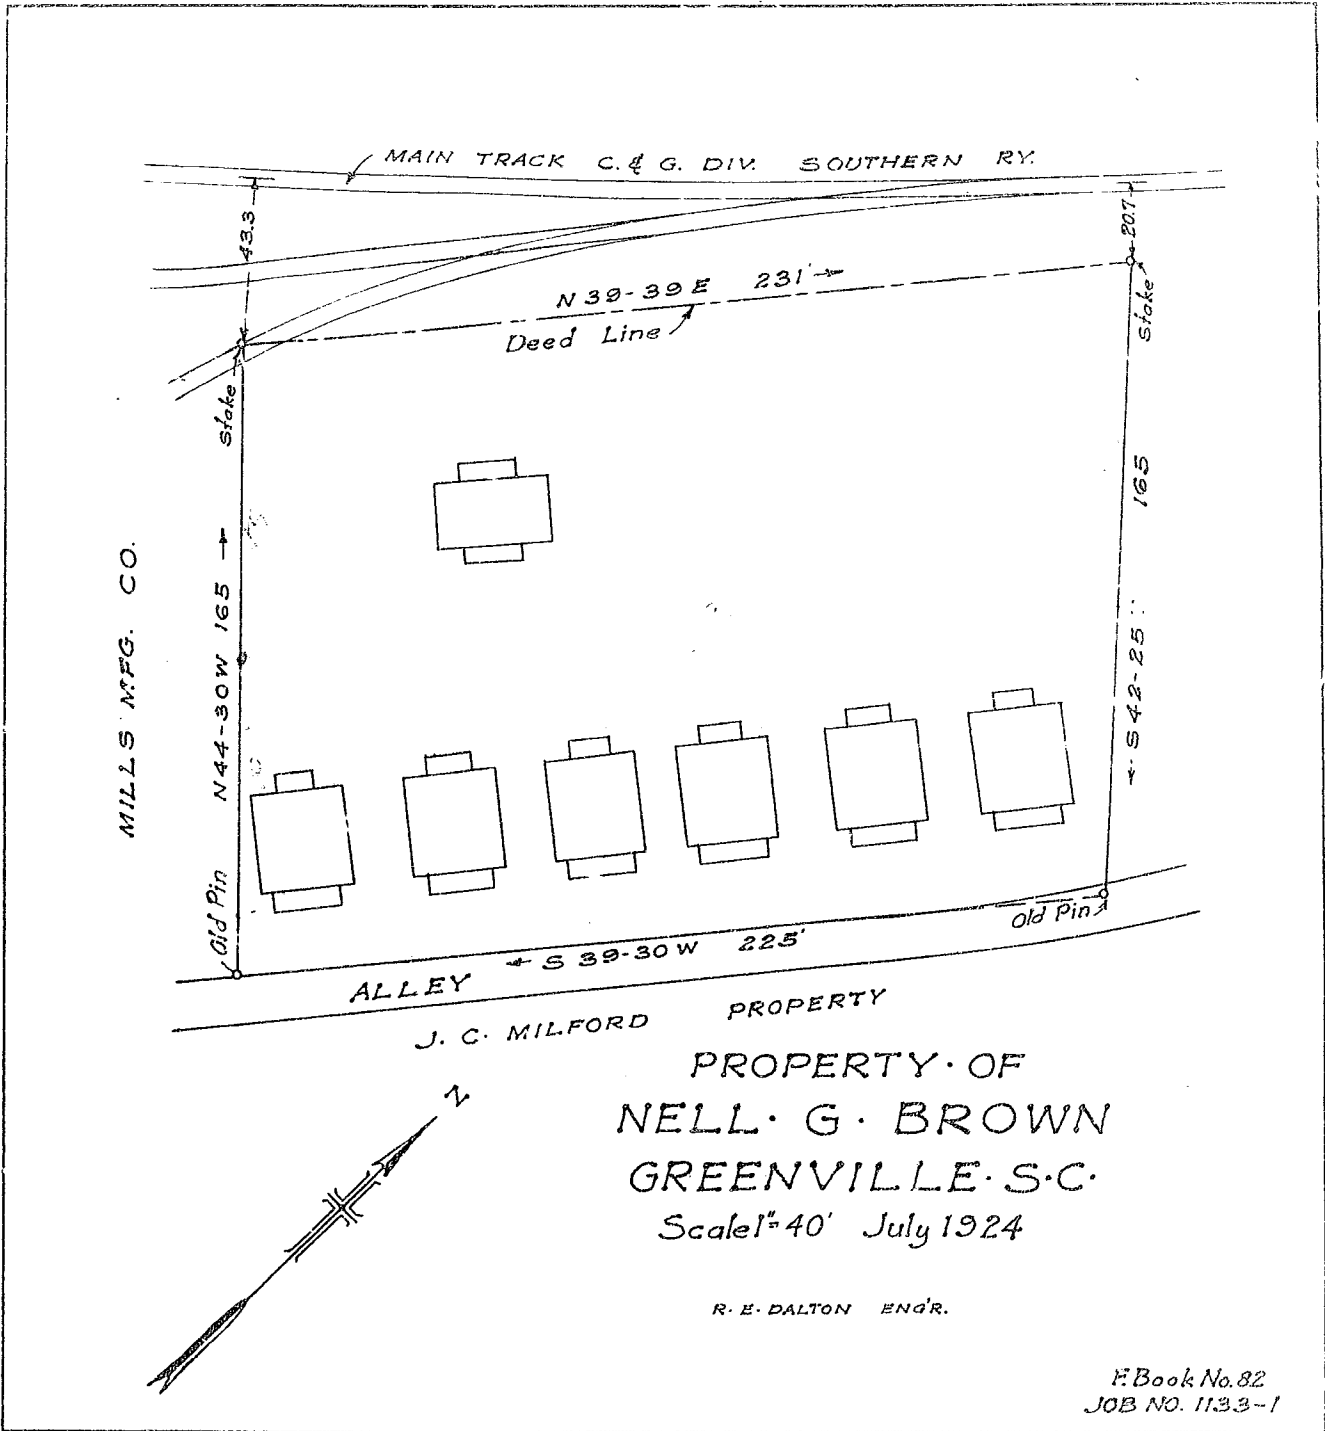 MAIN TRACK C. & G. DIV. SOUTHERN RY.
43.3
20.7
N 39-39 E 231'
Deed Line
Stake
Stake
MILLS MFG. CO.
N44-30W 165
165
S 42-25
Old Pin
Old Pin
S 39-30 W 225'
ALLEY
J. C. MILFORD PROPERTY
N
PROPERTY · OF
NELL · G · BROWN
GREENVILLE · S.C.
Scale 1"=40' July 1924
R. E. DALTON ENG'R.
F. Book No. 82
JOB NO. 1133-1